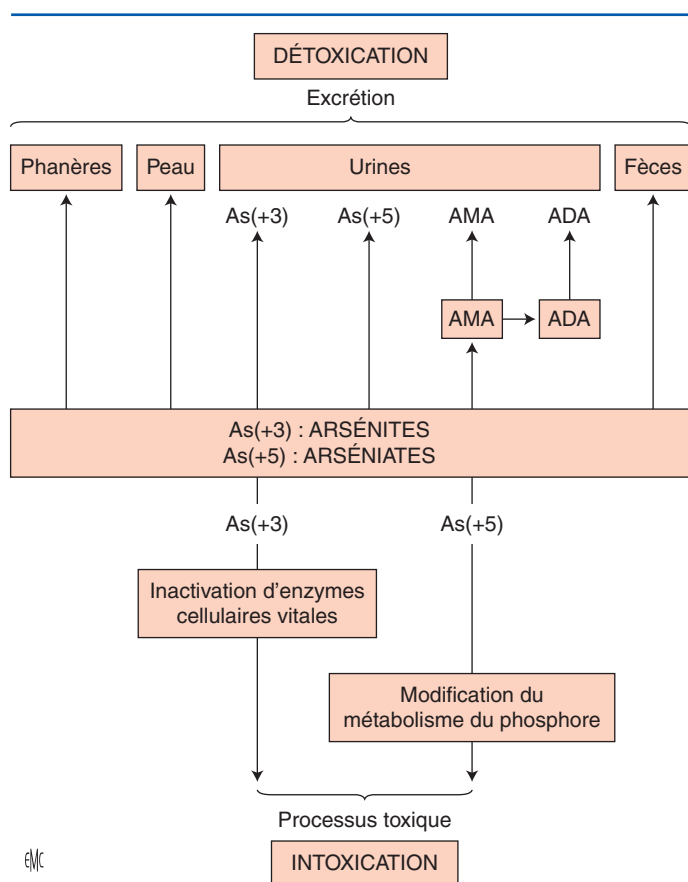 DÉTOXICATION
Excrétion
Phanères Peau Urines Fèces
As(+3) As(+5) AMA ADA
AMA ADA
As(+3) : ARSÉNITES
As(+5) : ARSÉNIATES
As(+3) As(+5)
Inactivation d'enzymes
cellulaires vitales
Modification du
métabolisme du phosphore
Processus toxique
INTOXICATION
EMC